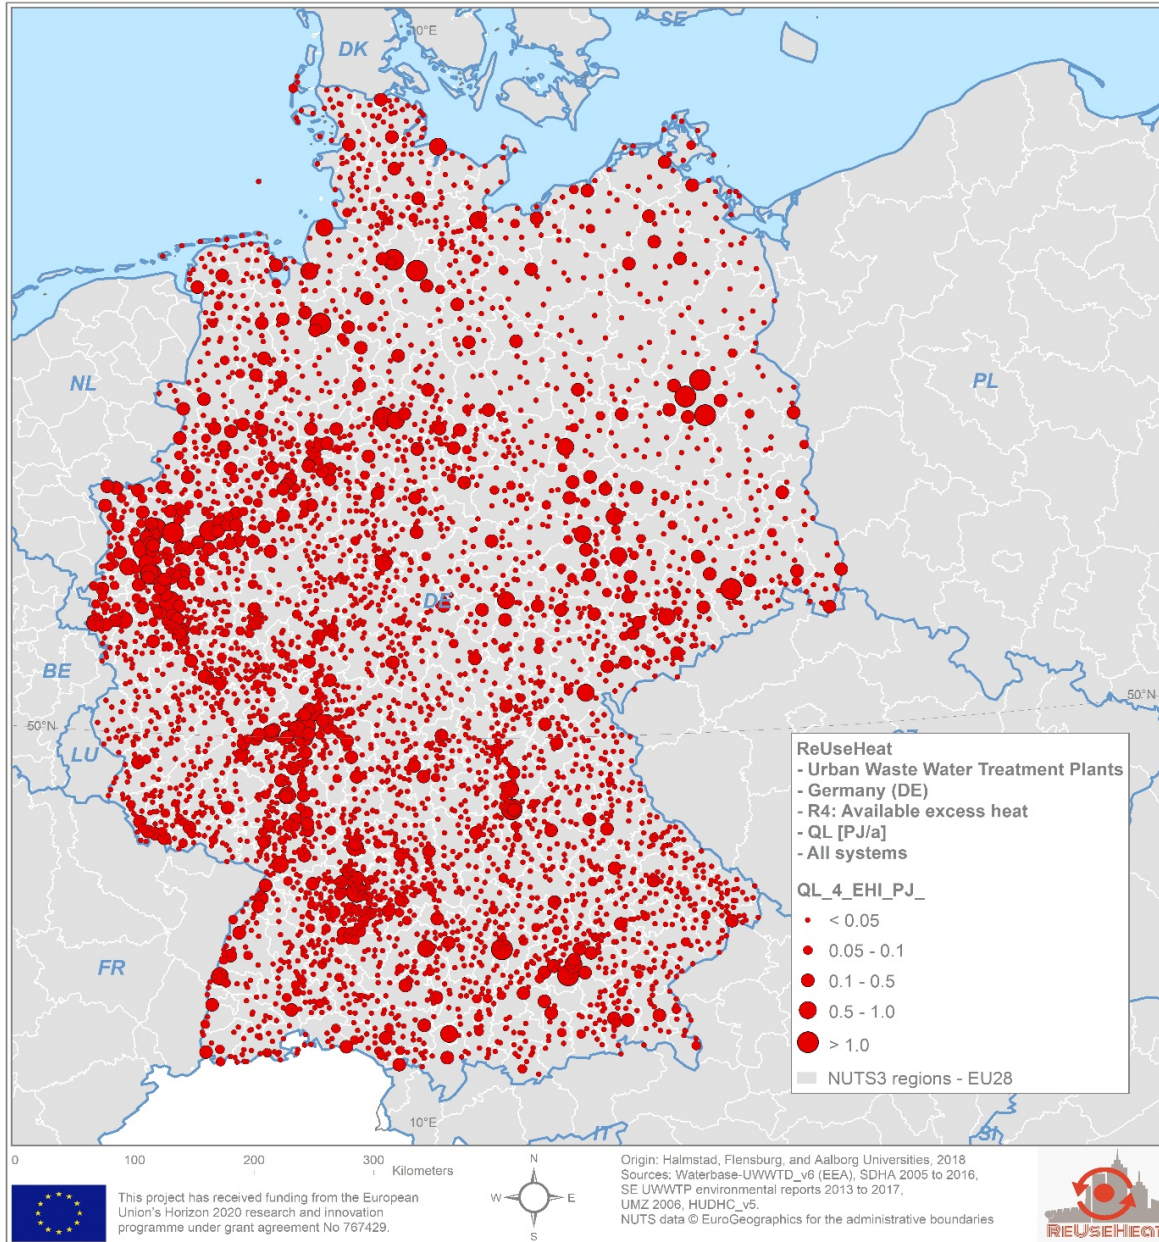 10°E
DK
SE
NL
PL
DE
BE
50°N
50°N
LU
CZ
ReUseHeat
- Urban Waste Water Treatment Plants
- Germany (DE)
- R4: Available excess heat
- QL [PJ/a]
- All systems
QL_4_EHI_PJ_
< 0.05
0.05 - 0.1
0.1 - 0.5
0.5 - 1.0
> 1.0
NUTS3 regions - EU28
FR
10°E
IT
SI
0 100 200 300
Kilometers
N
W E
S
This project has received funding from the European
Union's Horizon 2020 research and innovation
programme under grant agreement No 767429.
Origin: Halmstad, Flensburg, and Aalborg Universities, 2018
Sources: Waterbase-UWWTD_v6 (EEA), SDHA 2005 to 2016,
SE UWWTP environmental reports 2013 to 2017,
UMZ 2006, HUDHC_v5.
NUTS data © EuroGeographics for the administrative boundaries
REUSEHEAT